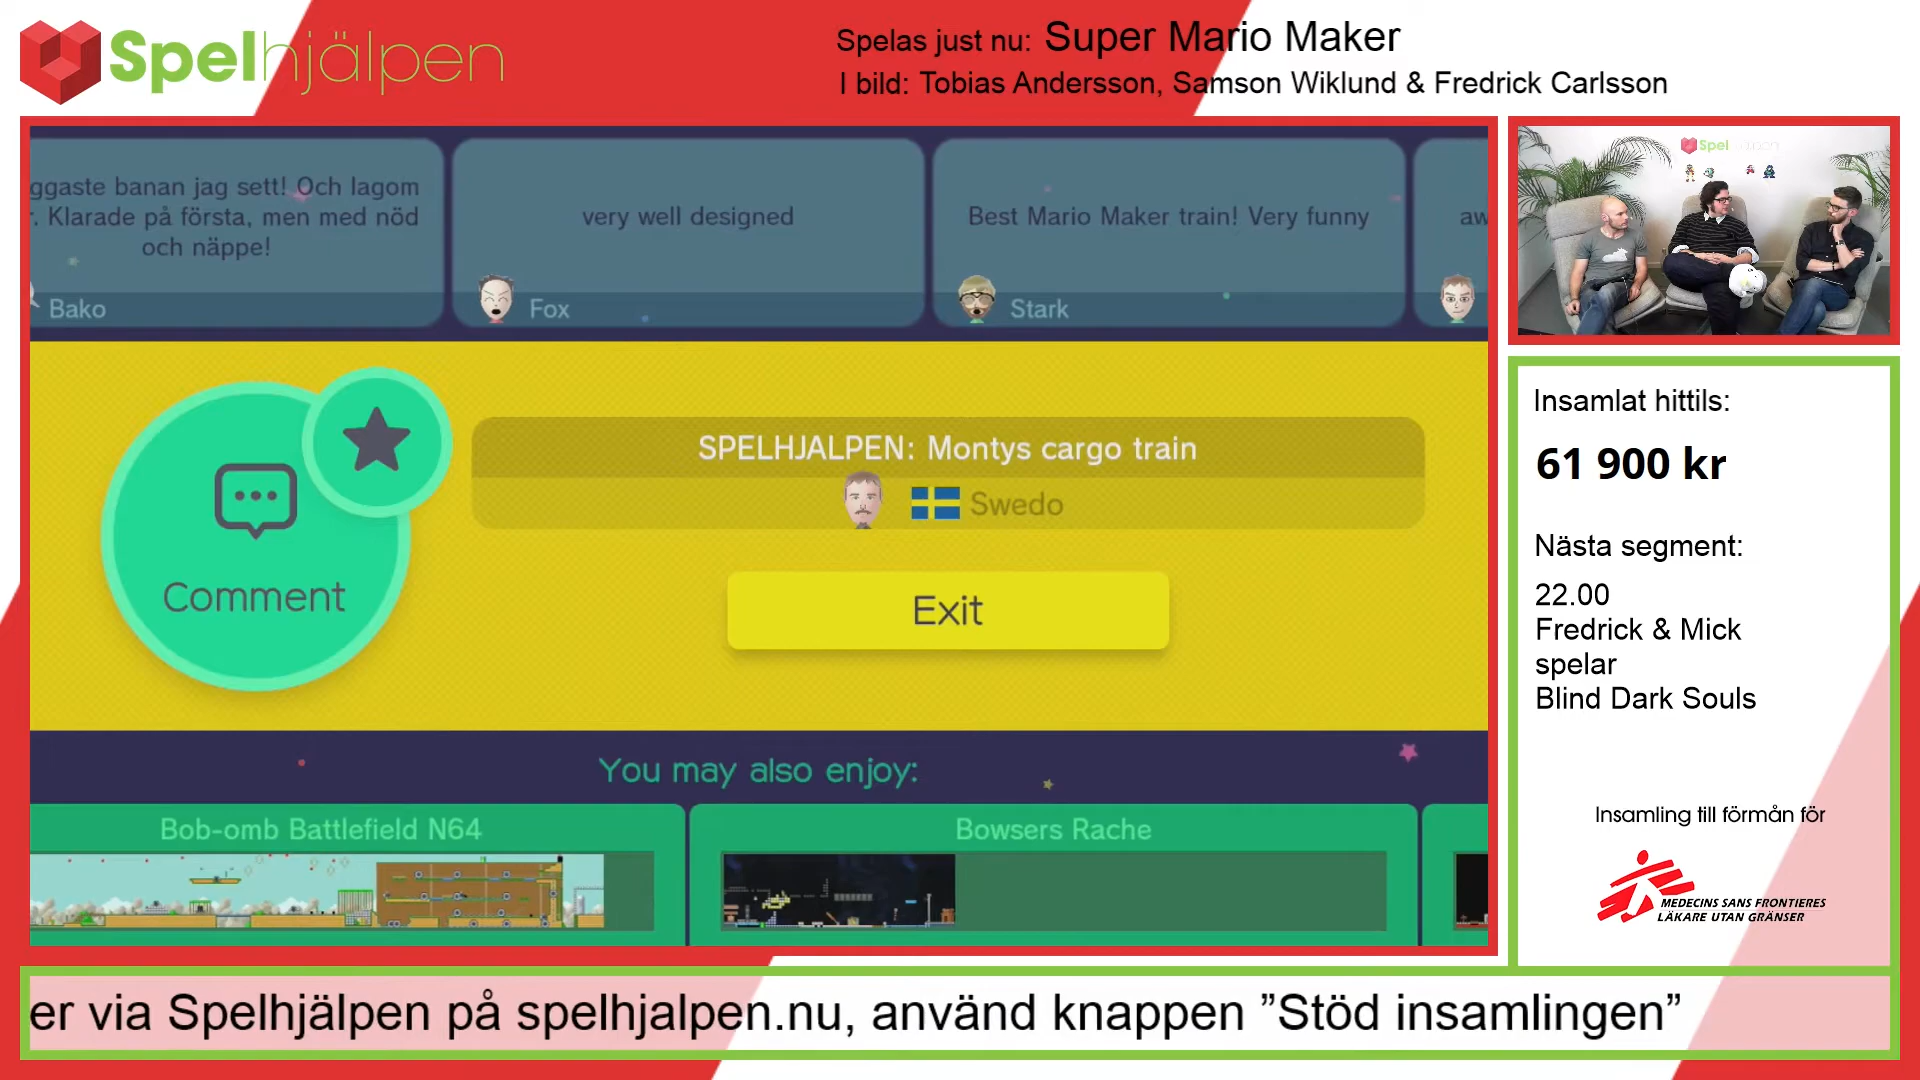 Spelhjälpen
Spelas just nu: Super Mario Maker
I bild: Tobias Andersson, Samson Wiklund & Fredrick Carlsson
ggaste banan jag sett! Och lagom
r. Klarade på första, men med nöd
och näppe!
Bako
very well designed
Fox
Best Mario Maker train! Very funny
Stark
aw
Spel
Comment
SPELHJALPEN: Montys cargo train
Swedo
Exit
You may also enjoy:
Bob-omb Battlefield N64
Bowsers Rache
Insamlat hittils:
61 900 kr
Nästa segment:
22.00
Fredrick & Mick
spelar
Blind Dark Souls
Insamling till förmån för
MEDECINS SANS FRONTIERES
LÄKARE UTAN GRÄNSER
er via Spelhjälpen på spelhjalpen.nu, använd knappen ”Stöd insamlingen”